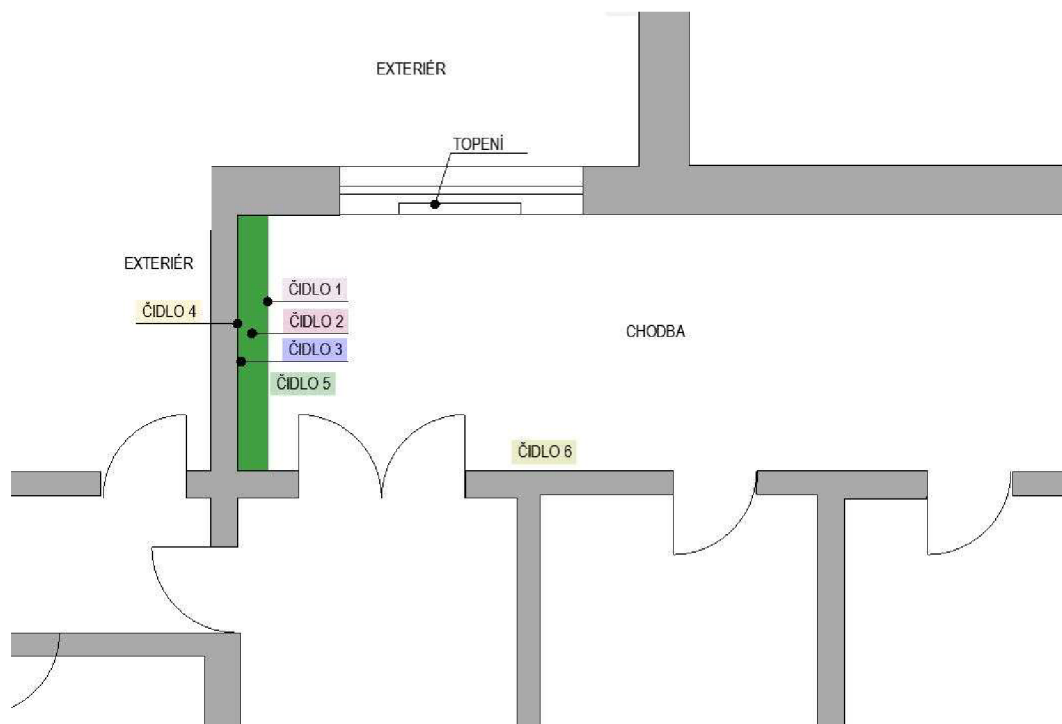 EXTERIÉR
TOPENÍ
EXTERIÉR
ČIDLO 1
ČIDLO 4
ČIDLO 2
CHODBA
ČIDLO 3
ČIDLO 5
ČIDLO 6